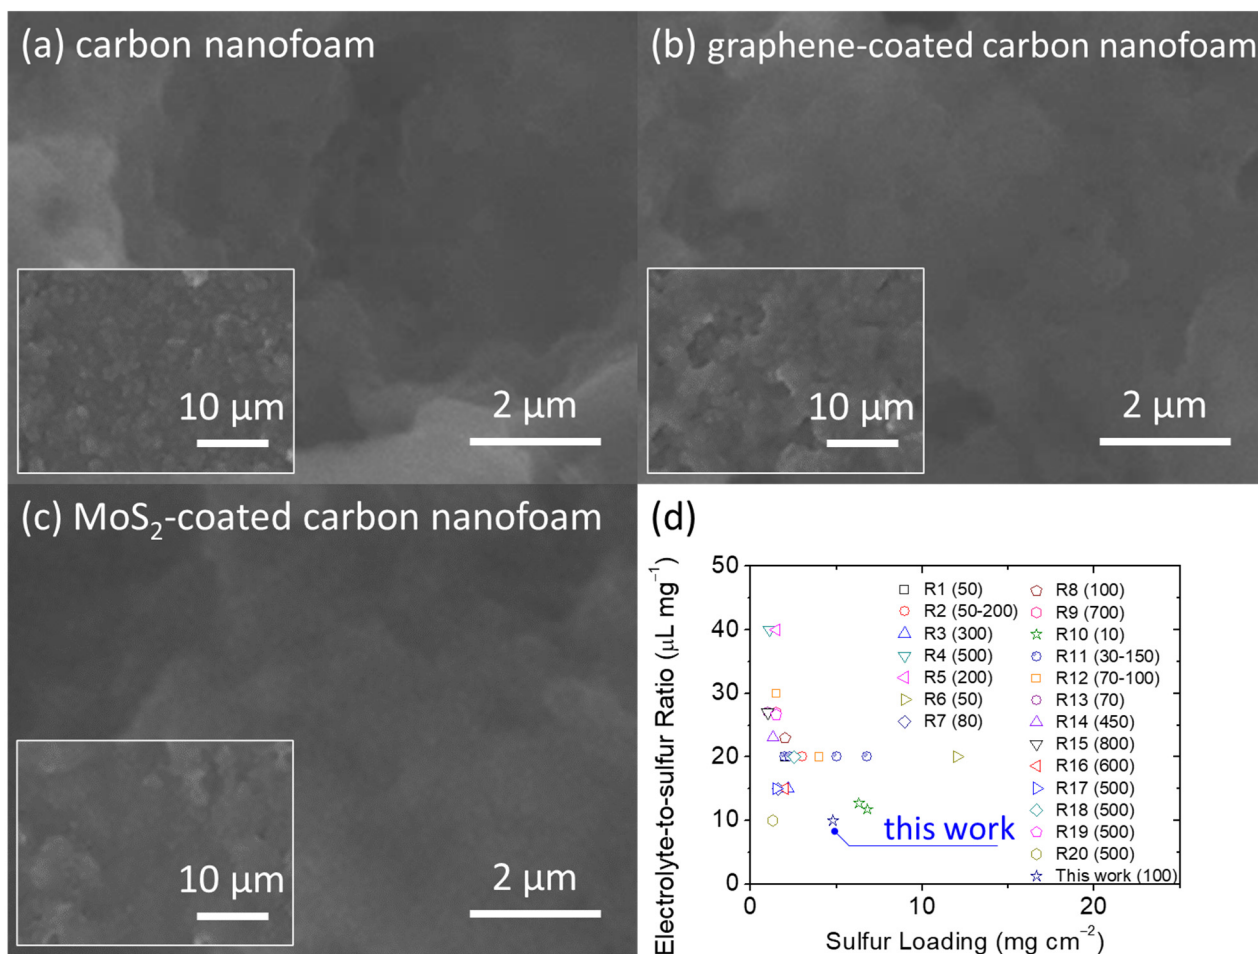 (a) carbon nanofoam
10 µm
2 µm
(b) graphene-coated carbon nanofoam
10 µm
2 µm
(c) MoS₂-coated carbon nanofoam
10 µm
2 µm
(d)
Electrolyte-to-sulfur Ratio (µL mg⁻¹)
50
40
30
20
10
0
R1 (50)
R2 (50-200)
R3 (300)
R4 (500)
R5 (200)
R6 (50)
R7 (80)
R8 (100)
R9 (700)
R10 (10)
R11 (30-150)
R12 (70-100)
R13 (70)
R14 (450)
R15 (800)
R16 (600)
R17 (500)
R18 (500)
R19 (500)
R20 (500)
This work (100)
this work
0
10
20
Sulfur Loading (mg cm⁻²)